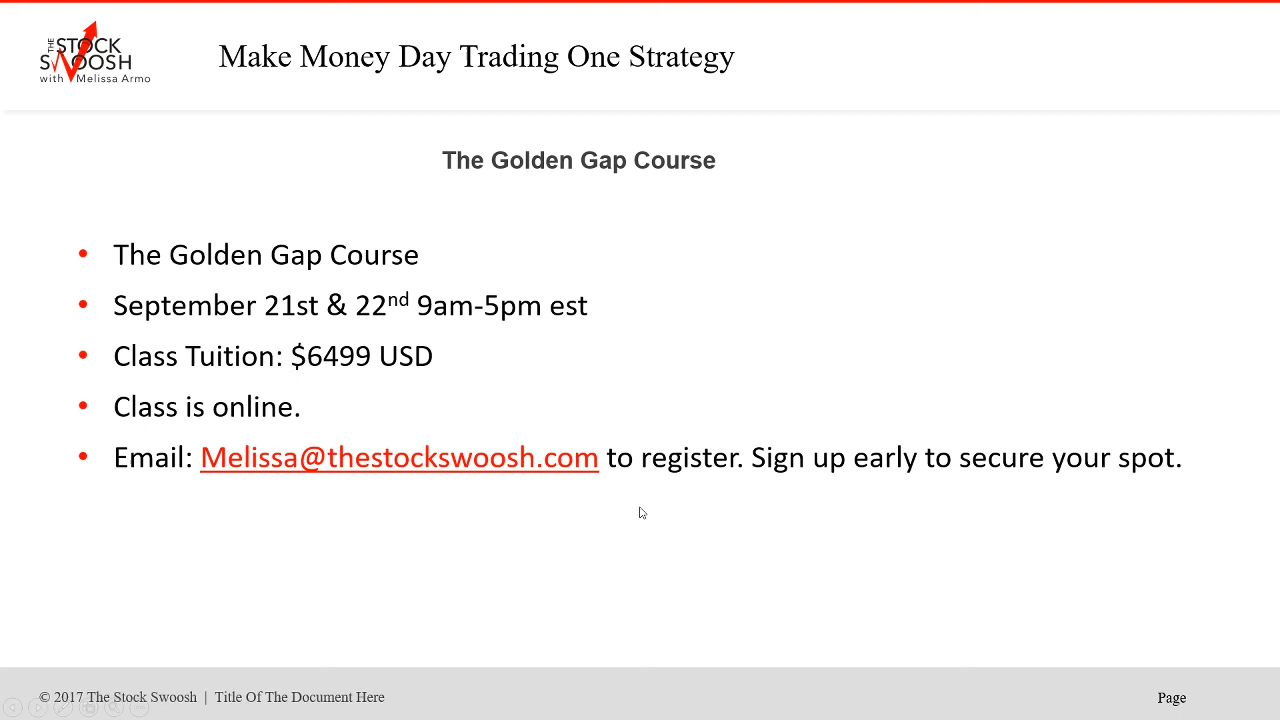 THE STOCK
SWOOSH
with Melissa Armo
Make Money Day Trading One Strategy
The Golden Gap Course
• The Golden Gap Course
• September 21st & 22nd 9am-5pm est
• Class Tuition: $6499 USD
• Class is online.
• Email: Melissa@thestockswoosh.com to register. Sign up early to secure your spot.
© 2017 The Stock Swoosh | Title Of The Document Here
Page